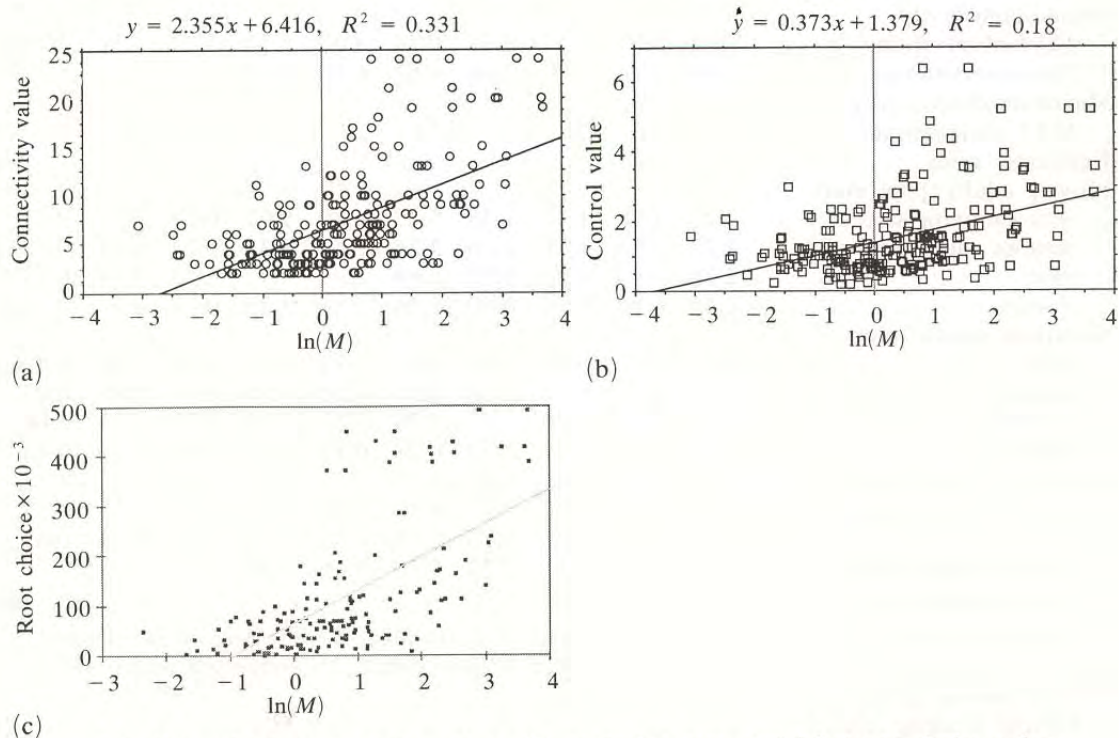 y = 2.355x + 6.416, R² = 0.331
Connectivity value
25
20
15
10
5
0
−4 −3 −2 −1 0 1 2 3 4
ln(M)
(a)
y = 0.373x + 1.379, R² = 0.18
Control value
6
4
2
0
−4 −3 −2 −1 0 1 2 3 4
ln(M)
(b)
Root choice × 10⁻³
500
400
300
200
100
0
−3 −2 −1 0 1 2 3 4
ln(M)
(c)